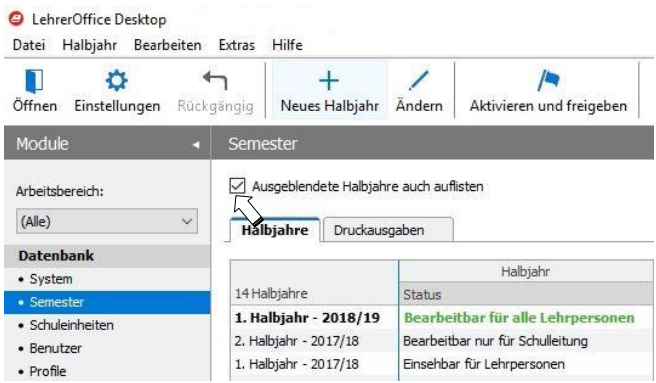 LehrerOffice Desktop
Datei Halbjahr Bearbeiten Extras Hilfe
Öffnen Einstellungen Rückgängig Neues Halbjahr Ändern Aktivieren und freigeben
Module
Semester
Arbeitsbereich:
(Alle)
Datenbank
• System
• Semester
• Schuleinheiten
• Benutzer
• Profile
Ausgeblendete Halbjahre auch auflisten
Halbjahre Druckausgaben
Halbjahr
14 Halbjahre Status
1. Halbjahr - 2018/19 Bearbeitbar für alle Lehrpersonen
2. Halbjahr - 2017/18 Bearbeitbar nur für Schulleitung
1. Halbjahr - 2017/18 Einsehbar für Lehrpersonen